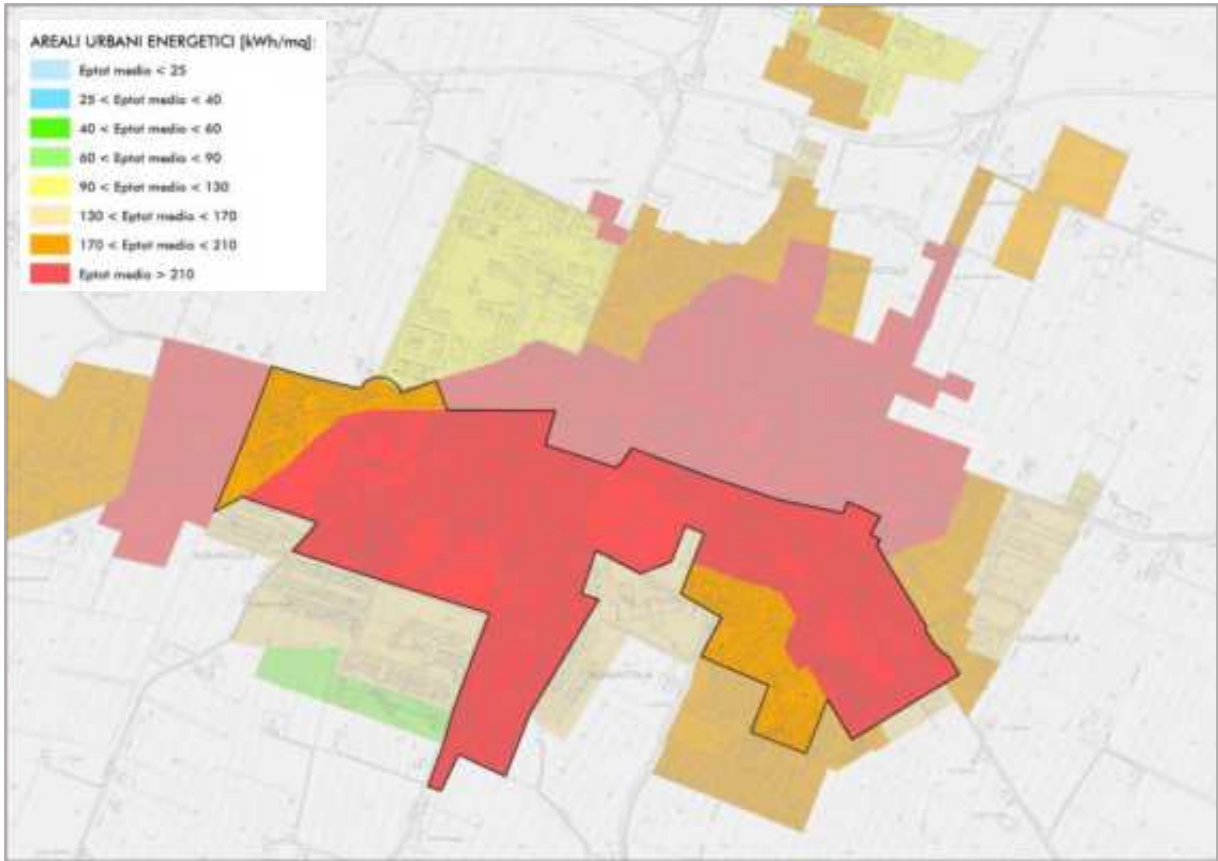 AREALI URBANI ENERGETICI [kWh/mq]:
Eptot medio < 25
25 < Eptot medio < 40
40 < Eptot medio < 60
60 < Eptot medio < 90
90 < Eptot medio < 130
130 < Eptot medio < 170
170 < Eptot medio < 210
Eptot medio > 210